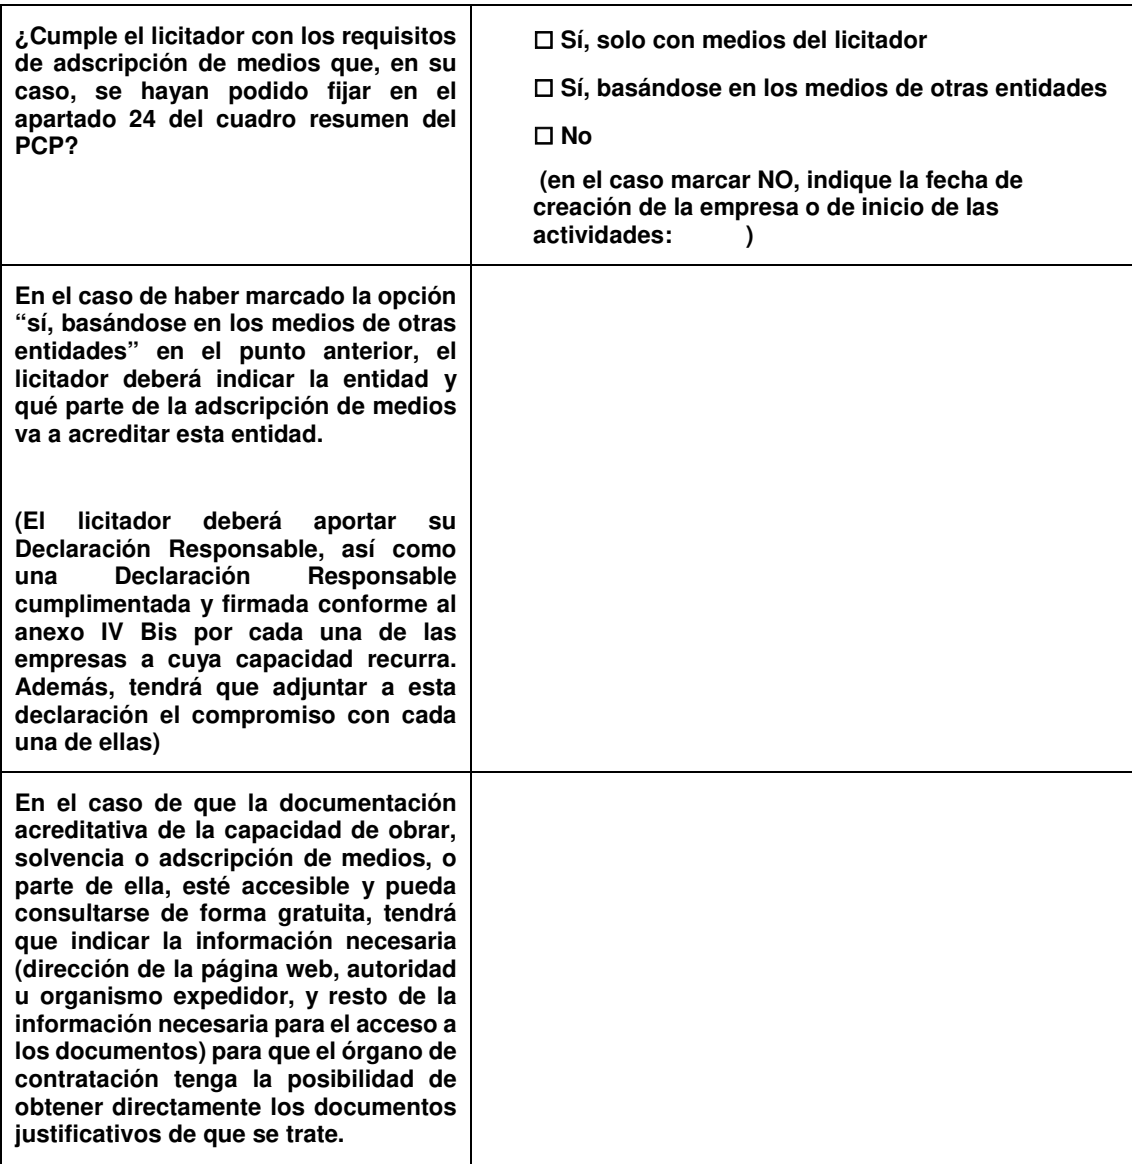 ¿Cumple el licitador con los requisitos
de adscripción de medios que, en su
caso, se hayan podido fijar en el
apartado 24 del cuadro resumen del
PCP?
☐ Sí, solo con medios del licitador
☐ Sí, basándose en los medios de otras entidades
☐ No
(en el caso marcar NO, indique la fecha de
creación de la empresa o de inicio de las
actividades: )
En el caso de haber marcado la opción
“sí, basándose en los medios de otras
entidades” en el punto anterior, el
licitador deberá indicar la entidad y
qué parte de la adscripción de medios
va a acreditar esta entidad.
(El licitador deberá aportar su
Declaración Responsable, así como
una Declaración Responsable
cumplimentada y firmada conforme al
anexo IV Bis por cada una de las
empresas a cuya capacidad recurra.
Además, tendrá que adjuntar a esta
declaración el compromiso con cada
una de ellas)
En el caso de que la documentación
acreditativa de la capacidad de obrar,
solvencia o adscripción de medios, o
parte de ella, esté accesible y pueda
consultarse de forma gratuita, tendrá
que indicar la información necesaria
(dirección de la página web, autoridad
u organismo expedidor, y resto de la
información necesaria para el acceso a
los documentos) para que el órgano de
contratación tenga la posibilidad de
obtener directamente los documentos
justificativos de que se trate.